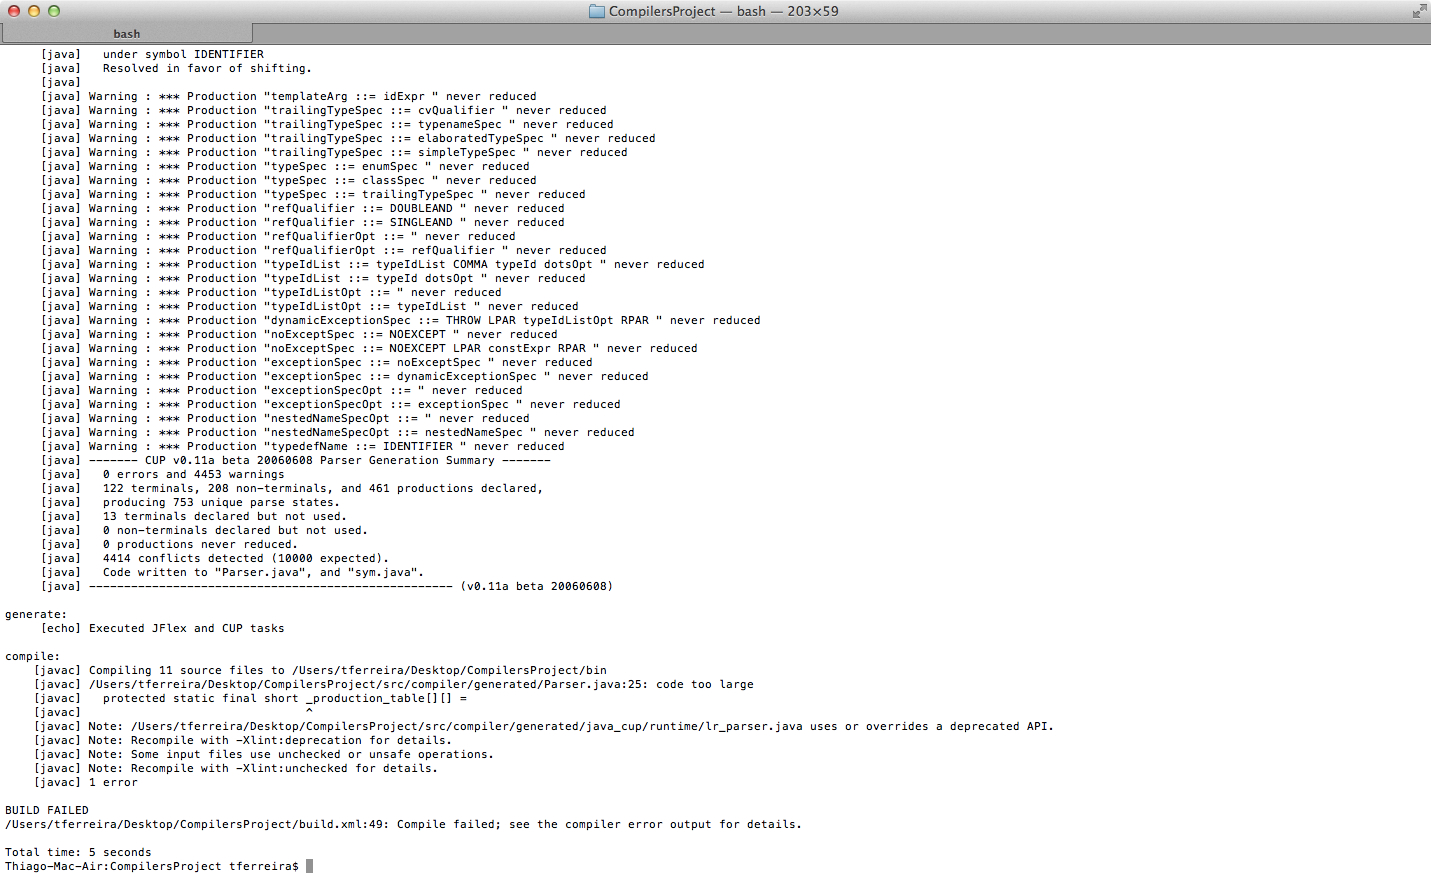 CompilersProject — bash — 203×59
bash
[java]   under symbol IDENTIFIER
[java]   Resolved in favor of shifting.
[java]
[java] Warning : *** Production "templateArg ::= idExpr " never reduced
[java] Warning : *** Production "trailingTypeSpec ::= cvQualifier " never reduced
[java] Warning : *** Production "trailingTypeSpec ::= typenameSpec " never reduced
[java] Warning : *** Production "trailingTypeSpec ::= elaboratedTypeSpec " never reduced
[java] Warning : *** Production "trailingTypeSpec ::= simpleTypeSpec " never reduced
[java] Warning : *** Production "typeSpec ::= enumSpec " never reduced
[java] Warning : *** Production "typeSpec ::= classSpec " never reduced
[java] Warning : *** Production "typeSpec ::= trailingTypeSpec " never reduced
[java] Warning : *** Production "refQualifier ::= DOUBLEAND " never reduced
[java] Warning : *** Production "refQualifier ::= SINGLEAND " never reduced
[java] Warning : *** Production "refQualifierOpt ::= " never reduced
[java] Warning : *** Production "refQualifierOpt ::= refQualifier " never reduced
[java] Warning : *** Production "typeIdList ::= typeIdList COMMA typeId dotsOpt " never reduced
[java] Warning : *** Production "typeIdList ::= typeId dotsOpt " never reduced
[java] Warning : *** Production "typeIdListOpt ::= " never reduced
[java] Warning : *** Production "typeIdListOpt ::= typeIdList " never reduced
[java] Warning : *** Production "dynamicExceptionSpec ::= THROW LPAR typeIdListOpt RPAR " never reduced
[java] Warning : *** Production "noExceptSpec ::= NOEXCEPT " never reduced
[java] Warning : *** Production "noExceptSpec ::= NOEXCEPT LPAR constExpr RPAR " never reduced
[java] Warning : *** Production "exceptionSpec ::= noExceptSpec " never reduced
[java] Warning : *** Production "exceptionSpec ::= dynamicExceptionSpec " never reduced
[java] Warning : *** Production "exceptionSpecOpt ::= " never reduced
[java] Warning : *** Production "exceptionSpecOpt ::= exceptionSpec " never reduced
[java] Warning : *** Production "nestedNameSpecOpt ::= " never reduced
[java] Warning : *** Production "nestedNameSpecOpt ::= nestedNameSpec " never reduced
[java] Warning : *** Production "typedefName ::= IDENTIFIER " never reduced
[java] ------- CUP v0.11a beta 20060608 Parser Generation Summary -------
[java]   0 errors and 4453 warnings
[java]   122 terminals, 208 non-terminals, and 461 productions declared,
[java]   producing 753 unique parse states.
[java]   13 terminals declared but not used.
[java]   0 non-terminals declared but not used.
[java]   0 productions never reduced.
[java]   4414 conflicts detected (10000 expected).
[java]   Code written to "Parser.java", and "sym.java".
[java] ---------------------------------------------------- (v0.11a beta 20060608)
generate:
[echo] Executed JFlex and CUP tasks
compile:
[javac] Compiling 11 source files to /Users/tferreira/Desktop/CompilersProject/bin
[javac] /Users/tferreira/Desktop/CompilersProject/src/compiler/generated/Parser.java:25: code too large
[javac]   protected static final short _production_table[][] =
[javac]                                ^
[javac] Note: /Users/tferreira/Desktop/CompilersProject/src/compiler/generated/java_cup/runtime/lr_parser.java uses or overrides a deprecated API.
[javac] Note: Recompile with -Xlint:deprecation for details.
[javac] Note: Some input files use unchecked or unsafe operations.
[javac] Note: Recompile with -Xlint:unchecked for details.
[javac] 1 error
BUILD FAILED
/Users/tferreira/Desktop/CompilersProject/build.xml:49: Compile failed; see the compiler error output for details.
Total time: 5 seconds
Thiago-Mac-Air:CompilersProject tferreira$